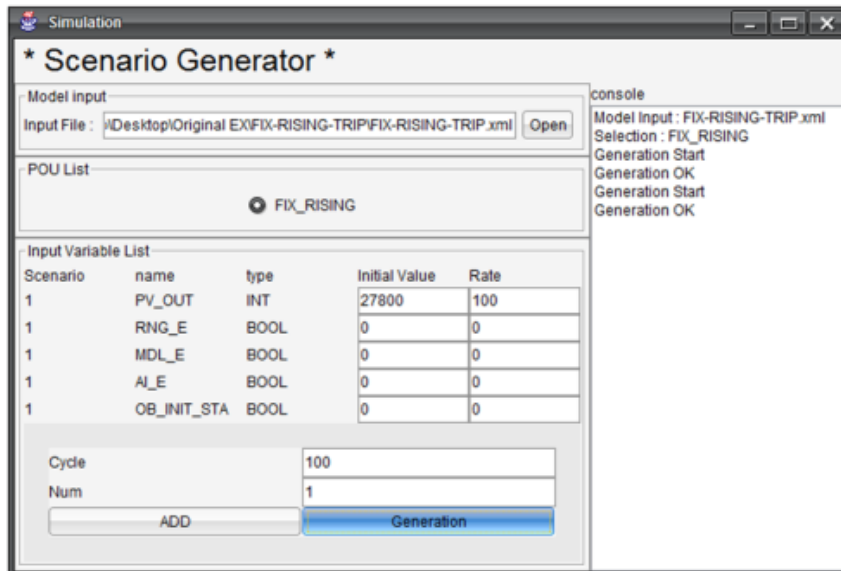 Simulation
* Scenario Generator *
Model input
Input File : \Desktop\Original EX\FIX-RISING-TRIP\FIX-RISING-TRIP.xml Open
POU List
FIX_RISING
Input Variable List
Scenario name type Initial Value Rate
1 PV_OUT INT 27800 100
1 RNG_E BOOL 0 0
1 MDL_E BOOL 0 0
1 AI_E BOOL 0 0
1 OB_INIT_STA BOOL 0 0
Cycle 100
Num 1
ADD Generation
console
Model Input : FIX-RISING-TRIP.xml
Selection : FIX_RISING
Generation Start
Generation OK
Generation Start
Generation OK